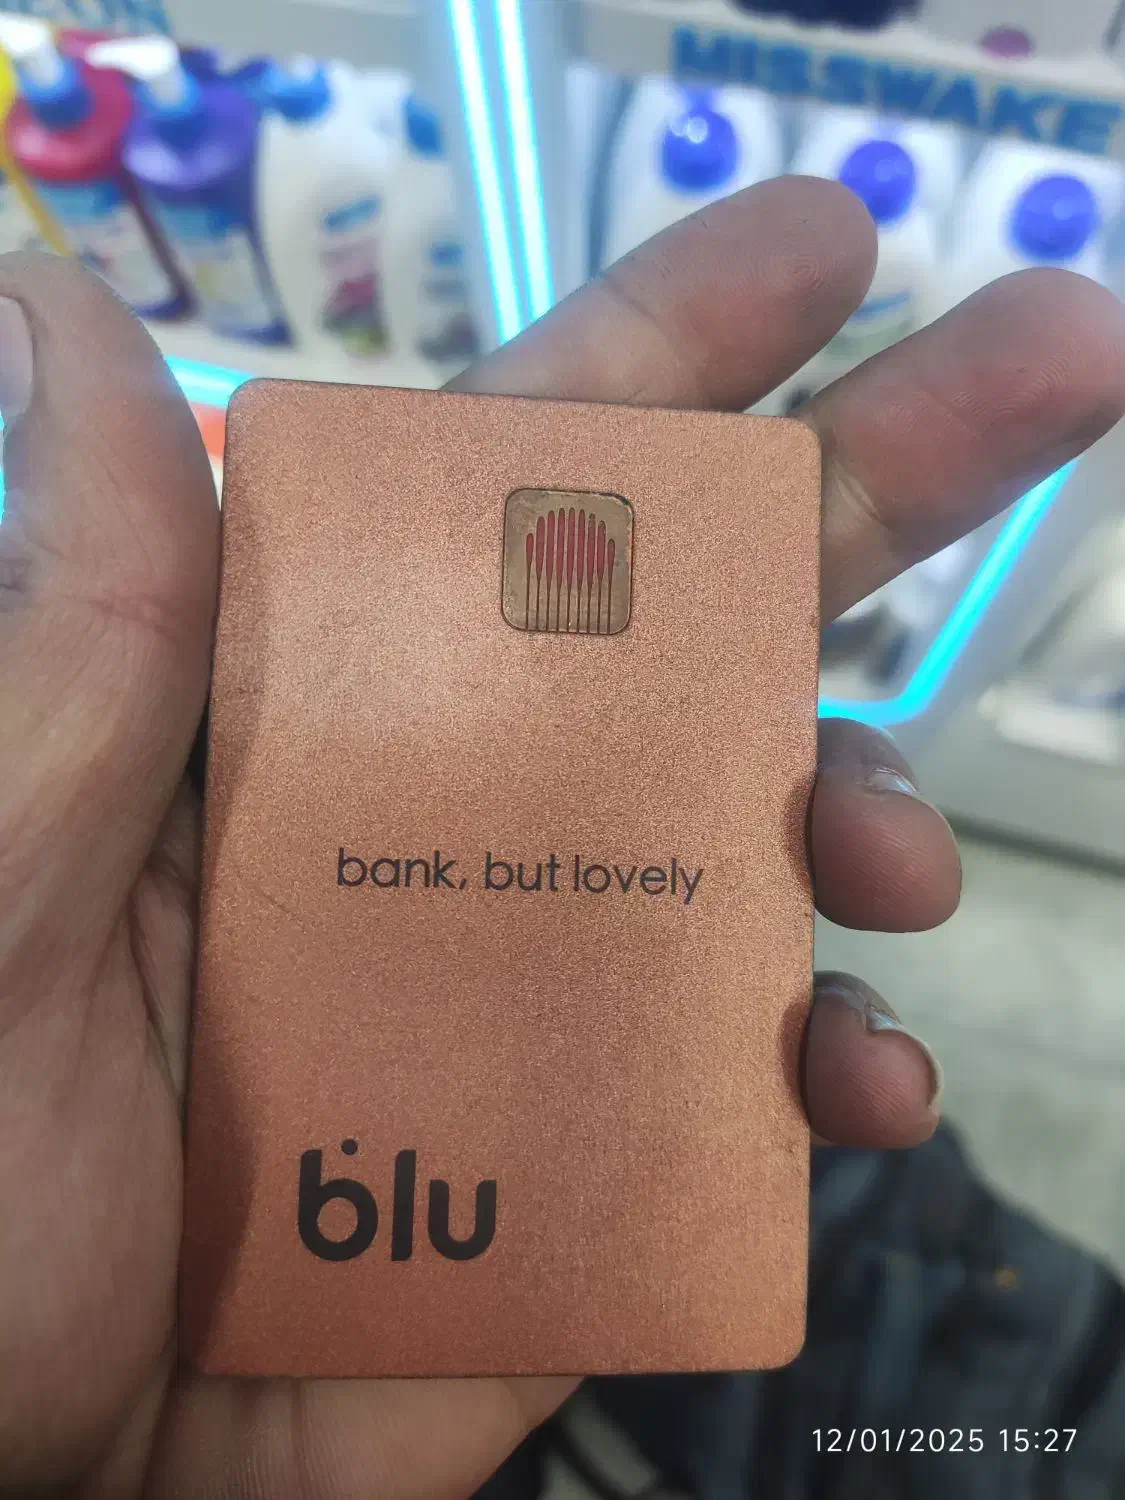 MISSWAKE
bank, but lovely
blu
12/01/2025 15:27